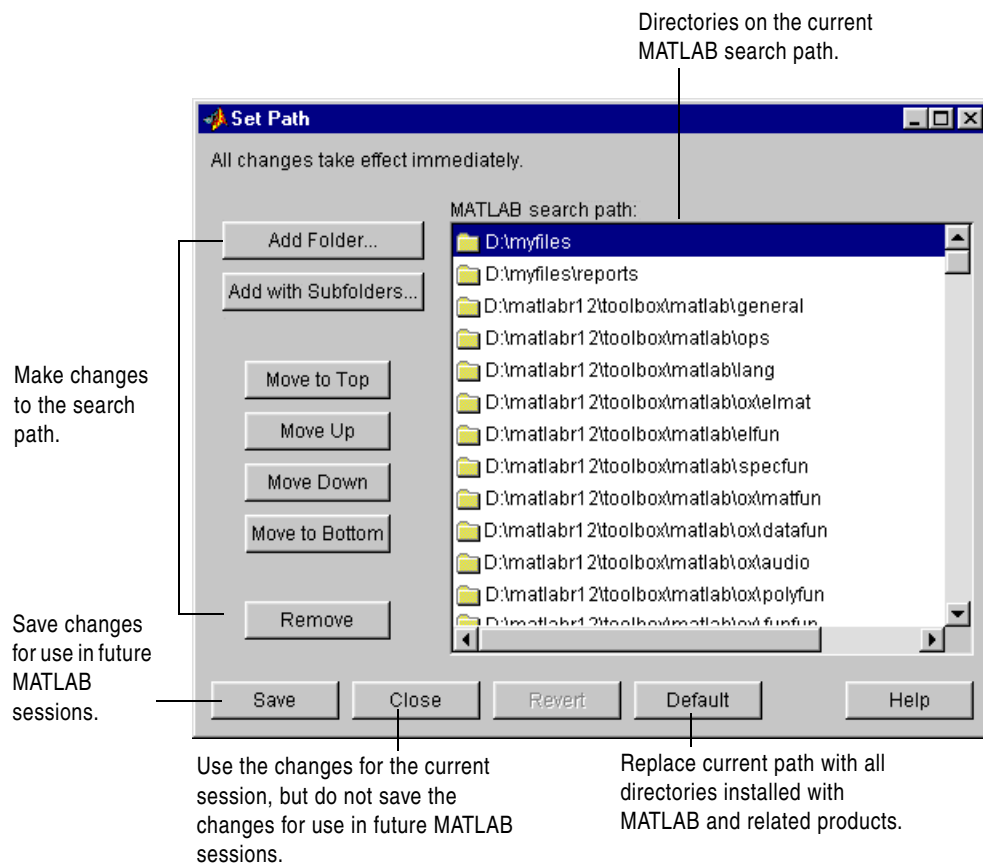 Directories on the current
MATLAB search path.
Set Path
All changes take effect immediately.
MATLAB search path:
Add Folder...
Add with Subfolders...
Move to Top
Move Up
Move Down
Move to Bottom
Remove
D:\myfiles
D:\myfiles\reports
D:\matlabr12\toolbox\matlab\general
D:\matlabr12\toolbox\matlab\ops
D:\matlabr12\toolbox\matlab\lang
D:\matlabr12\toolbox\matlab\ox\elmat
D:\matlabr12\toolbox\matlab\elfun
D:\matlabr12\toolbox\matlab\specfun
D:\matlabr12\toolbox\matlab\ox\matfun
D:\matlabr12\toolbox\matlab\ox\datafun
D:\matlabr12\toolbox\matlab\ox\audio
D:\matlabr12\toolbox\matlab\ox\polyfun
D:\matlabr12\toolbox\matlab\ox\funfun
Make changes
to the search
path.
Save changes
for use in future
MATLAB
sessions.
Save
Close
Revert
Default
Help
Use the changes for the current
session, but do not save the
changes for use in future MATLAB
sessions.
Replace current path with all
directories installed with
MATLAB and related products.